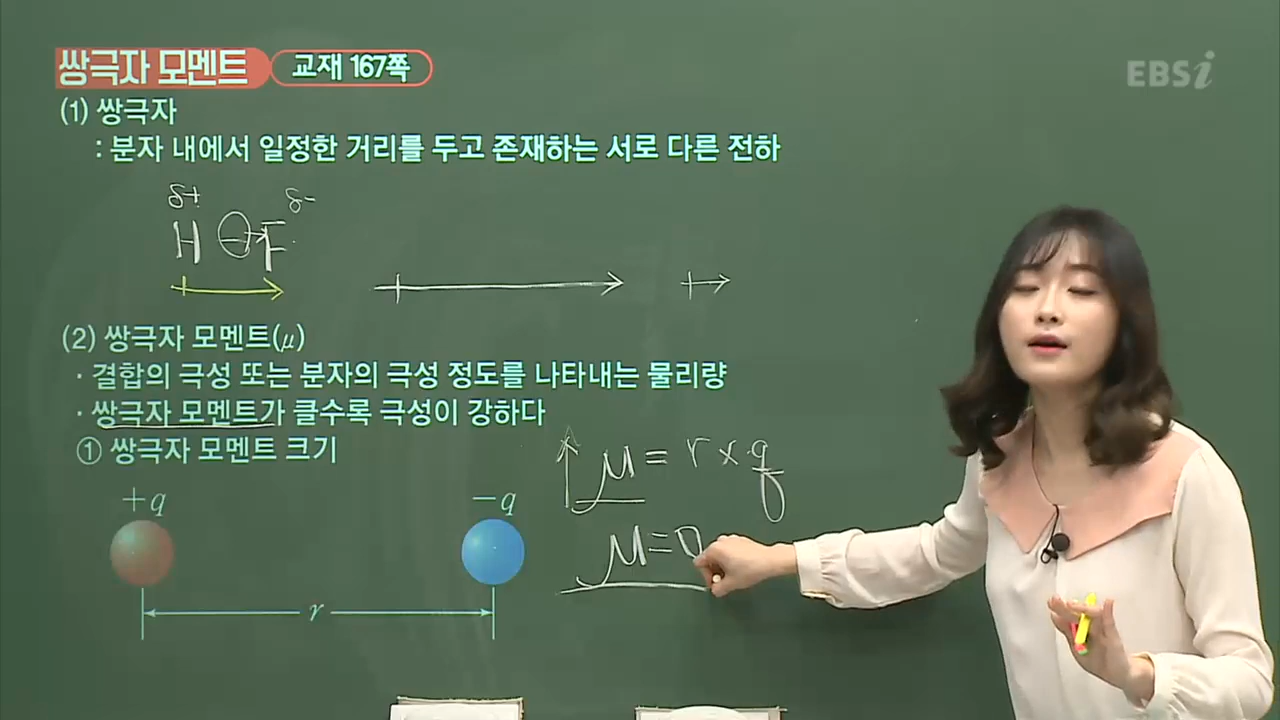 쌍극자 모멘트 교재 167쪽
EBSi
(1) 쌍극자
: 분자 내에서 일정한 거리를 두고 존재하는 서로 다른 전하
δ+ δ-
H F
(2) 쌍극자 모멘트(μ)
· 결합의 극성 또는 분자의 극성 정도를 나타내는 물리량
· 쌍극자 모멘트가 클수록 극성이 강하다
① 쌍극자 모멘트 크기
μ = r × q
+q -q
μ=0
r